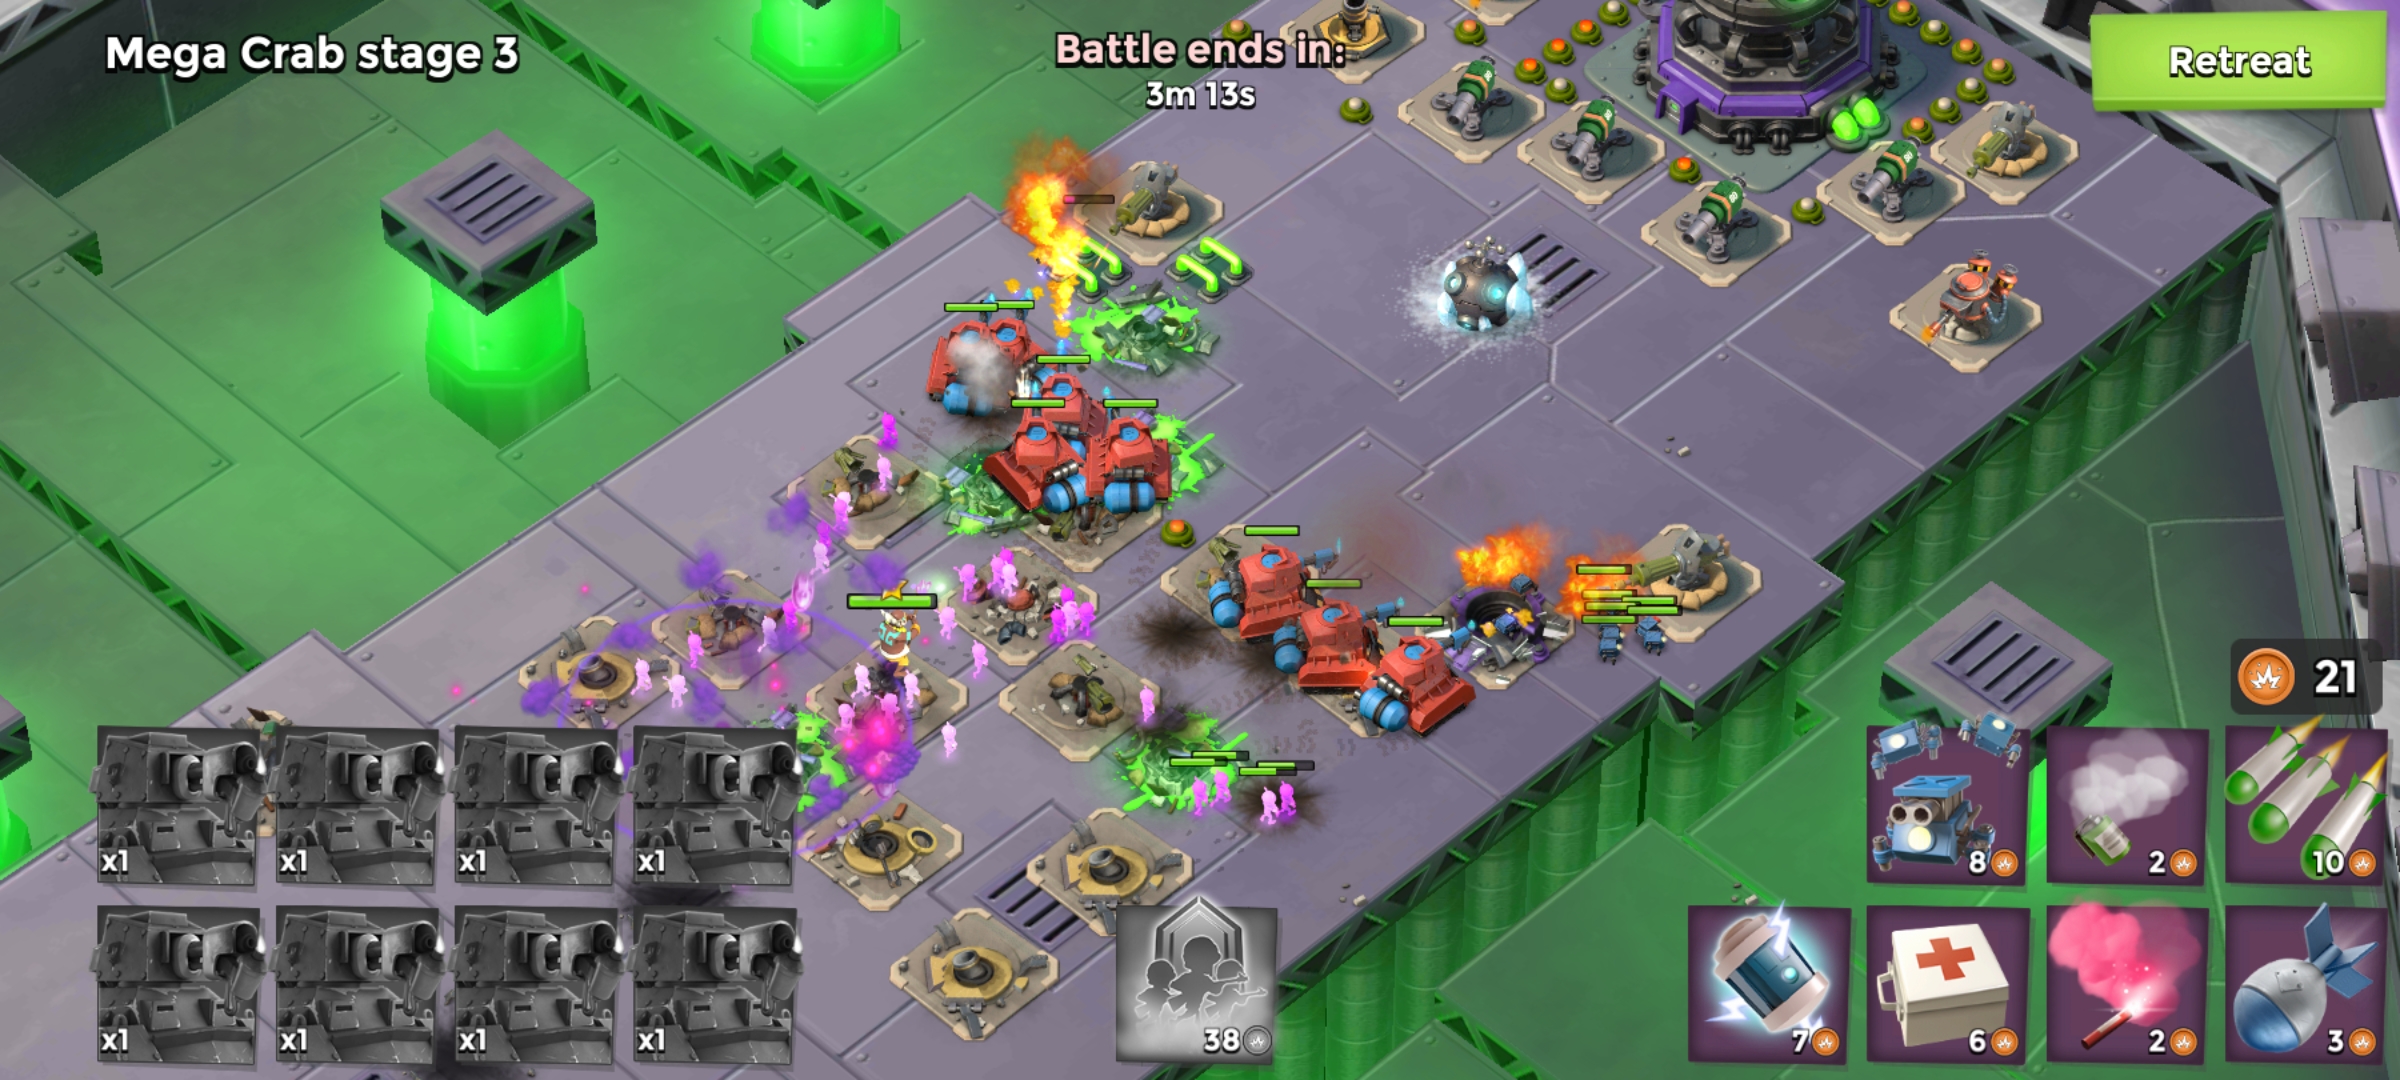 Mega Crab stage 3
Battle ends in:
3m 13s
Retreat
21
x1
x1
x1
x1
8
2
10
x1
x1
x1
x1
38
7
6
2
3